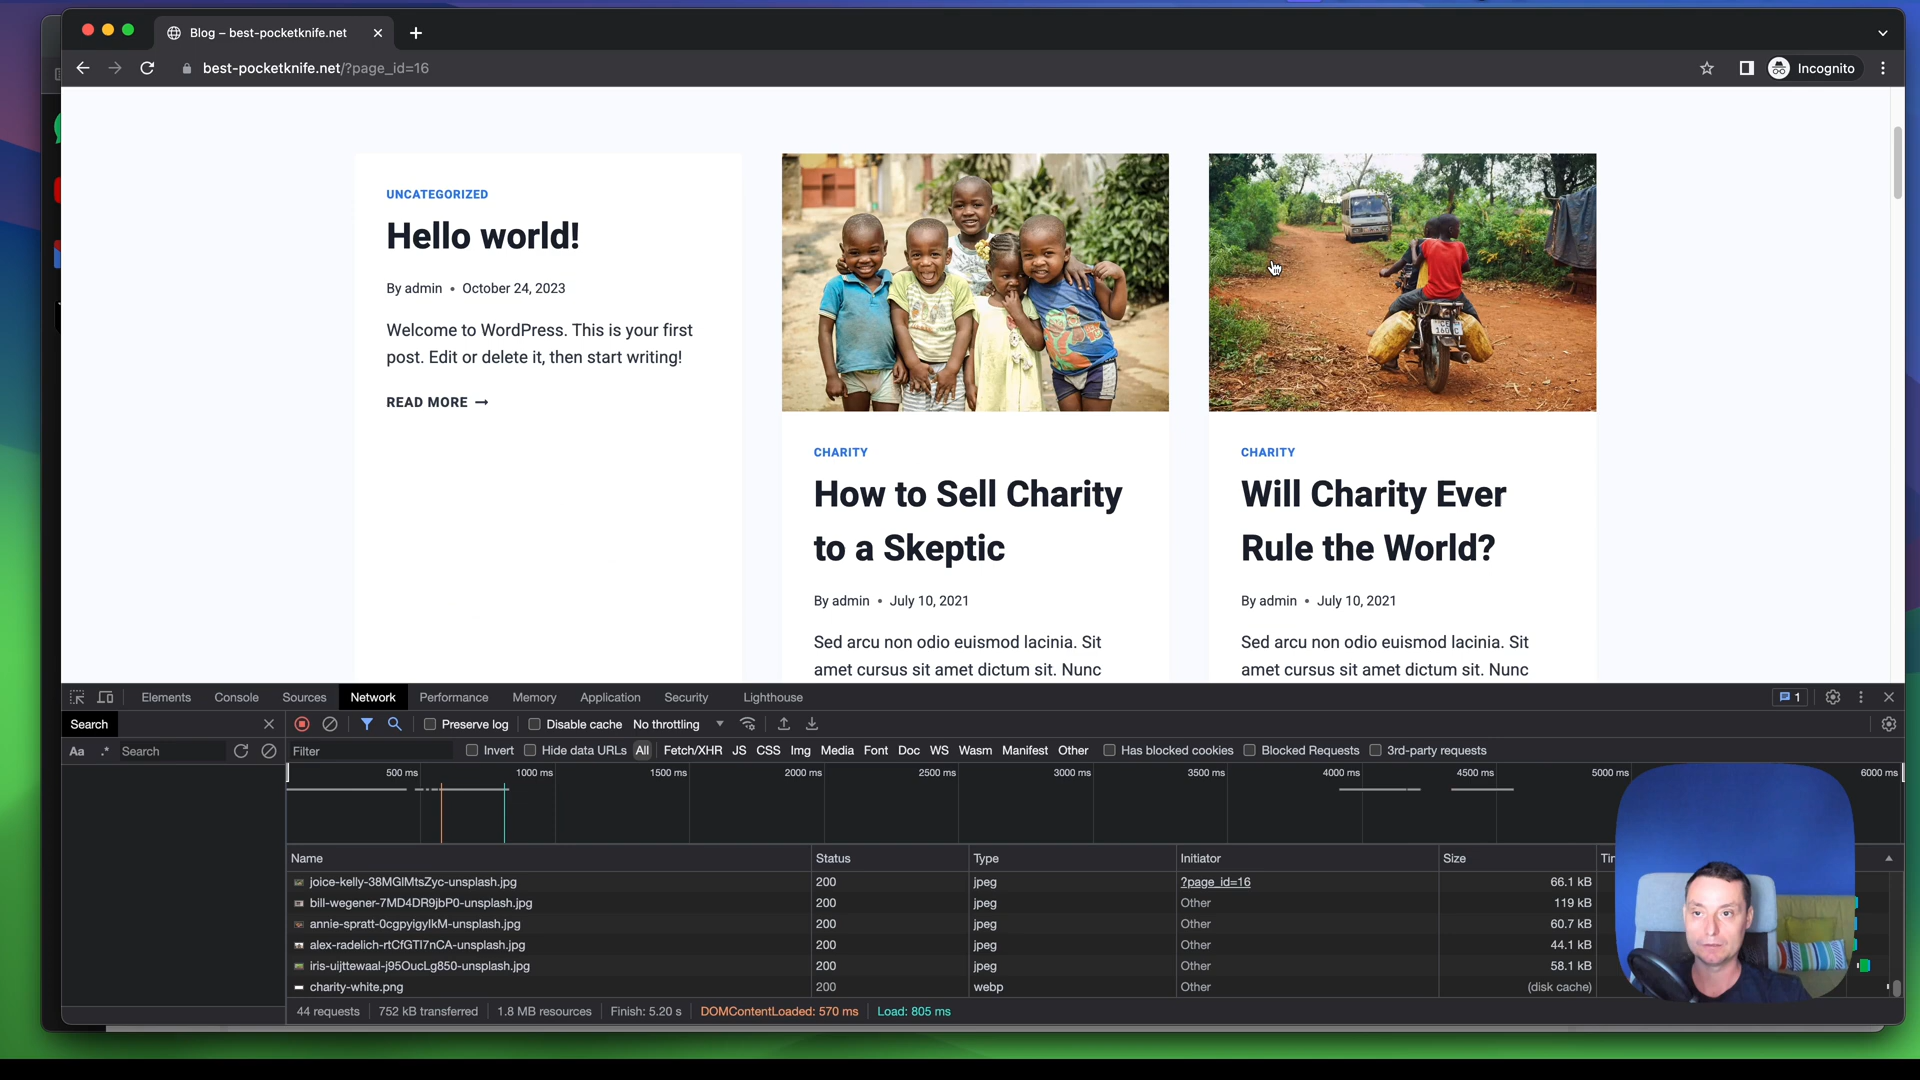 Blog – best-pocketknife.net
best-pocketknife.net/?page_id=16
Incognito
UNCATEGORIZED
Hello world!
By admin • October 24, 2023
Welcome to WordPress. This is your first
post. Edit or delete it, then start writing!
READ MORE →
CHARITY
How to Sell Charity
to a Skeptic
By admin • July 10, 2021
Sed arcu non odio euismod lacinia. Sit
amet cursus sit amet dictum sit. Nunc
CHARITY
Will Charity Ever
Rule the World?
By admin • July 10, 2021
Sed arcu non odio euismod lacinia. Sit
amet cursus sit amet dictum sit. Nunc
Elements Console Sources Network Performance Memory Application Security Lighthouse 1
Search
Preserve log Disable cache No throttling
Aa .* Search
Filter Invert Hide data URLs All Fetch/XHR JS CSS Img Media Font Doc WS Wasm Manifest Other Has blocked cookies Blocked Requests 3rd-party requests
500 ms 1000 ms 1500 ms 2000 ms 2500 ms 3000 ms 3500 ms 4000 ms 4500 ms 5000 ms 6000 ms
Name Status Type Initiator Size
joice-kelly-38MGlMtsZyc-unsplash.jpg 200 jpeg ?page_id=16 66.1 kB
bill-wegener-7MD4DR9jbP0-unsplash.jpg 200 jpeg Other 119 kB
annie-spratt-0cgpyigyIkM-unsplash.jpg 200 jpeg Other 60.7 kB
alex-radelich-rtCfGTI7nCA-unsplash.jpg 200 jpeg Other 44.1 kB
iris-uijttewaal-j95OucLg850-unsplash.jpg 200 jpeg Other 58.1 kB
charity-white.png 200 webp Other (disk cache)
44 requests 752 kB transferred 1.8 MB resources Finish: 5.20 s DOMContentLoaded: 570 ms Load: 805 ms